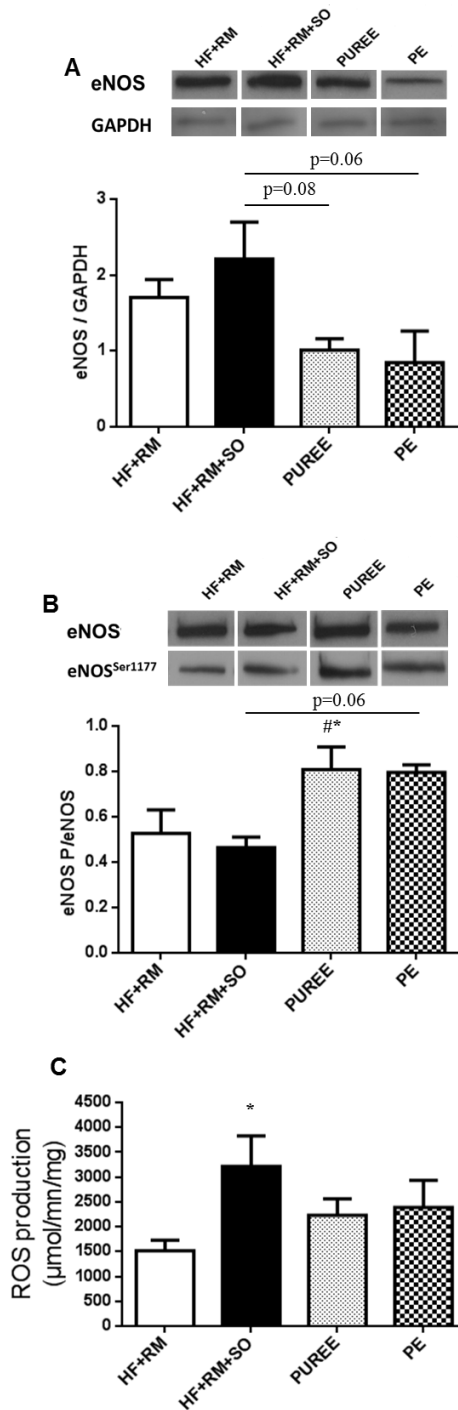 HF+RM HF+RM+SO PUREE PE
A
eNOS
GAPDH
p=0.06
p=0.08
3
2
1
0
eNOS / GAPDH
HF+RM HF+RM+SO PUREE PE
HF+RM HF+RM+SO PUREE PE
B
eNOS
eNOS^Ser1177
p=0.06
#*
1.0
0.8
0.6
0.4
0.2
0.0
eNOS P/eNOS
HF+RM HF+RM+SO PUREE PE
C
*
4500
4000
3500
3000
2500
2000
1500
1000
500
0
ROS production
(µmol/mn/mg)
HF+RM HF+RM+SO PUREE PE